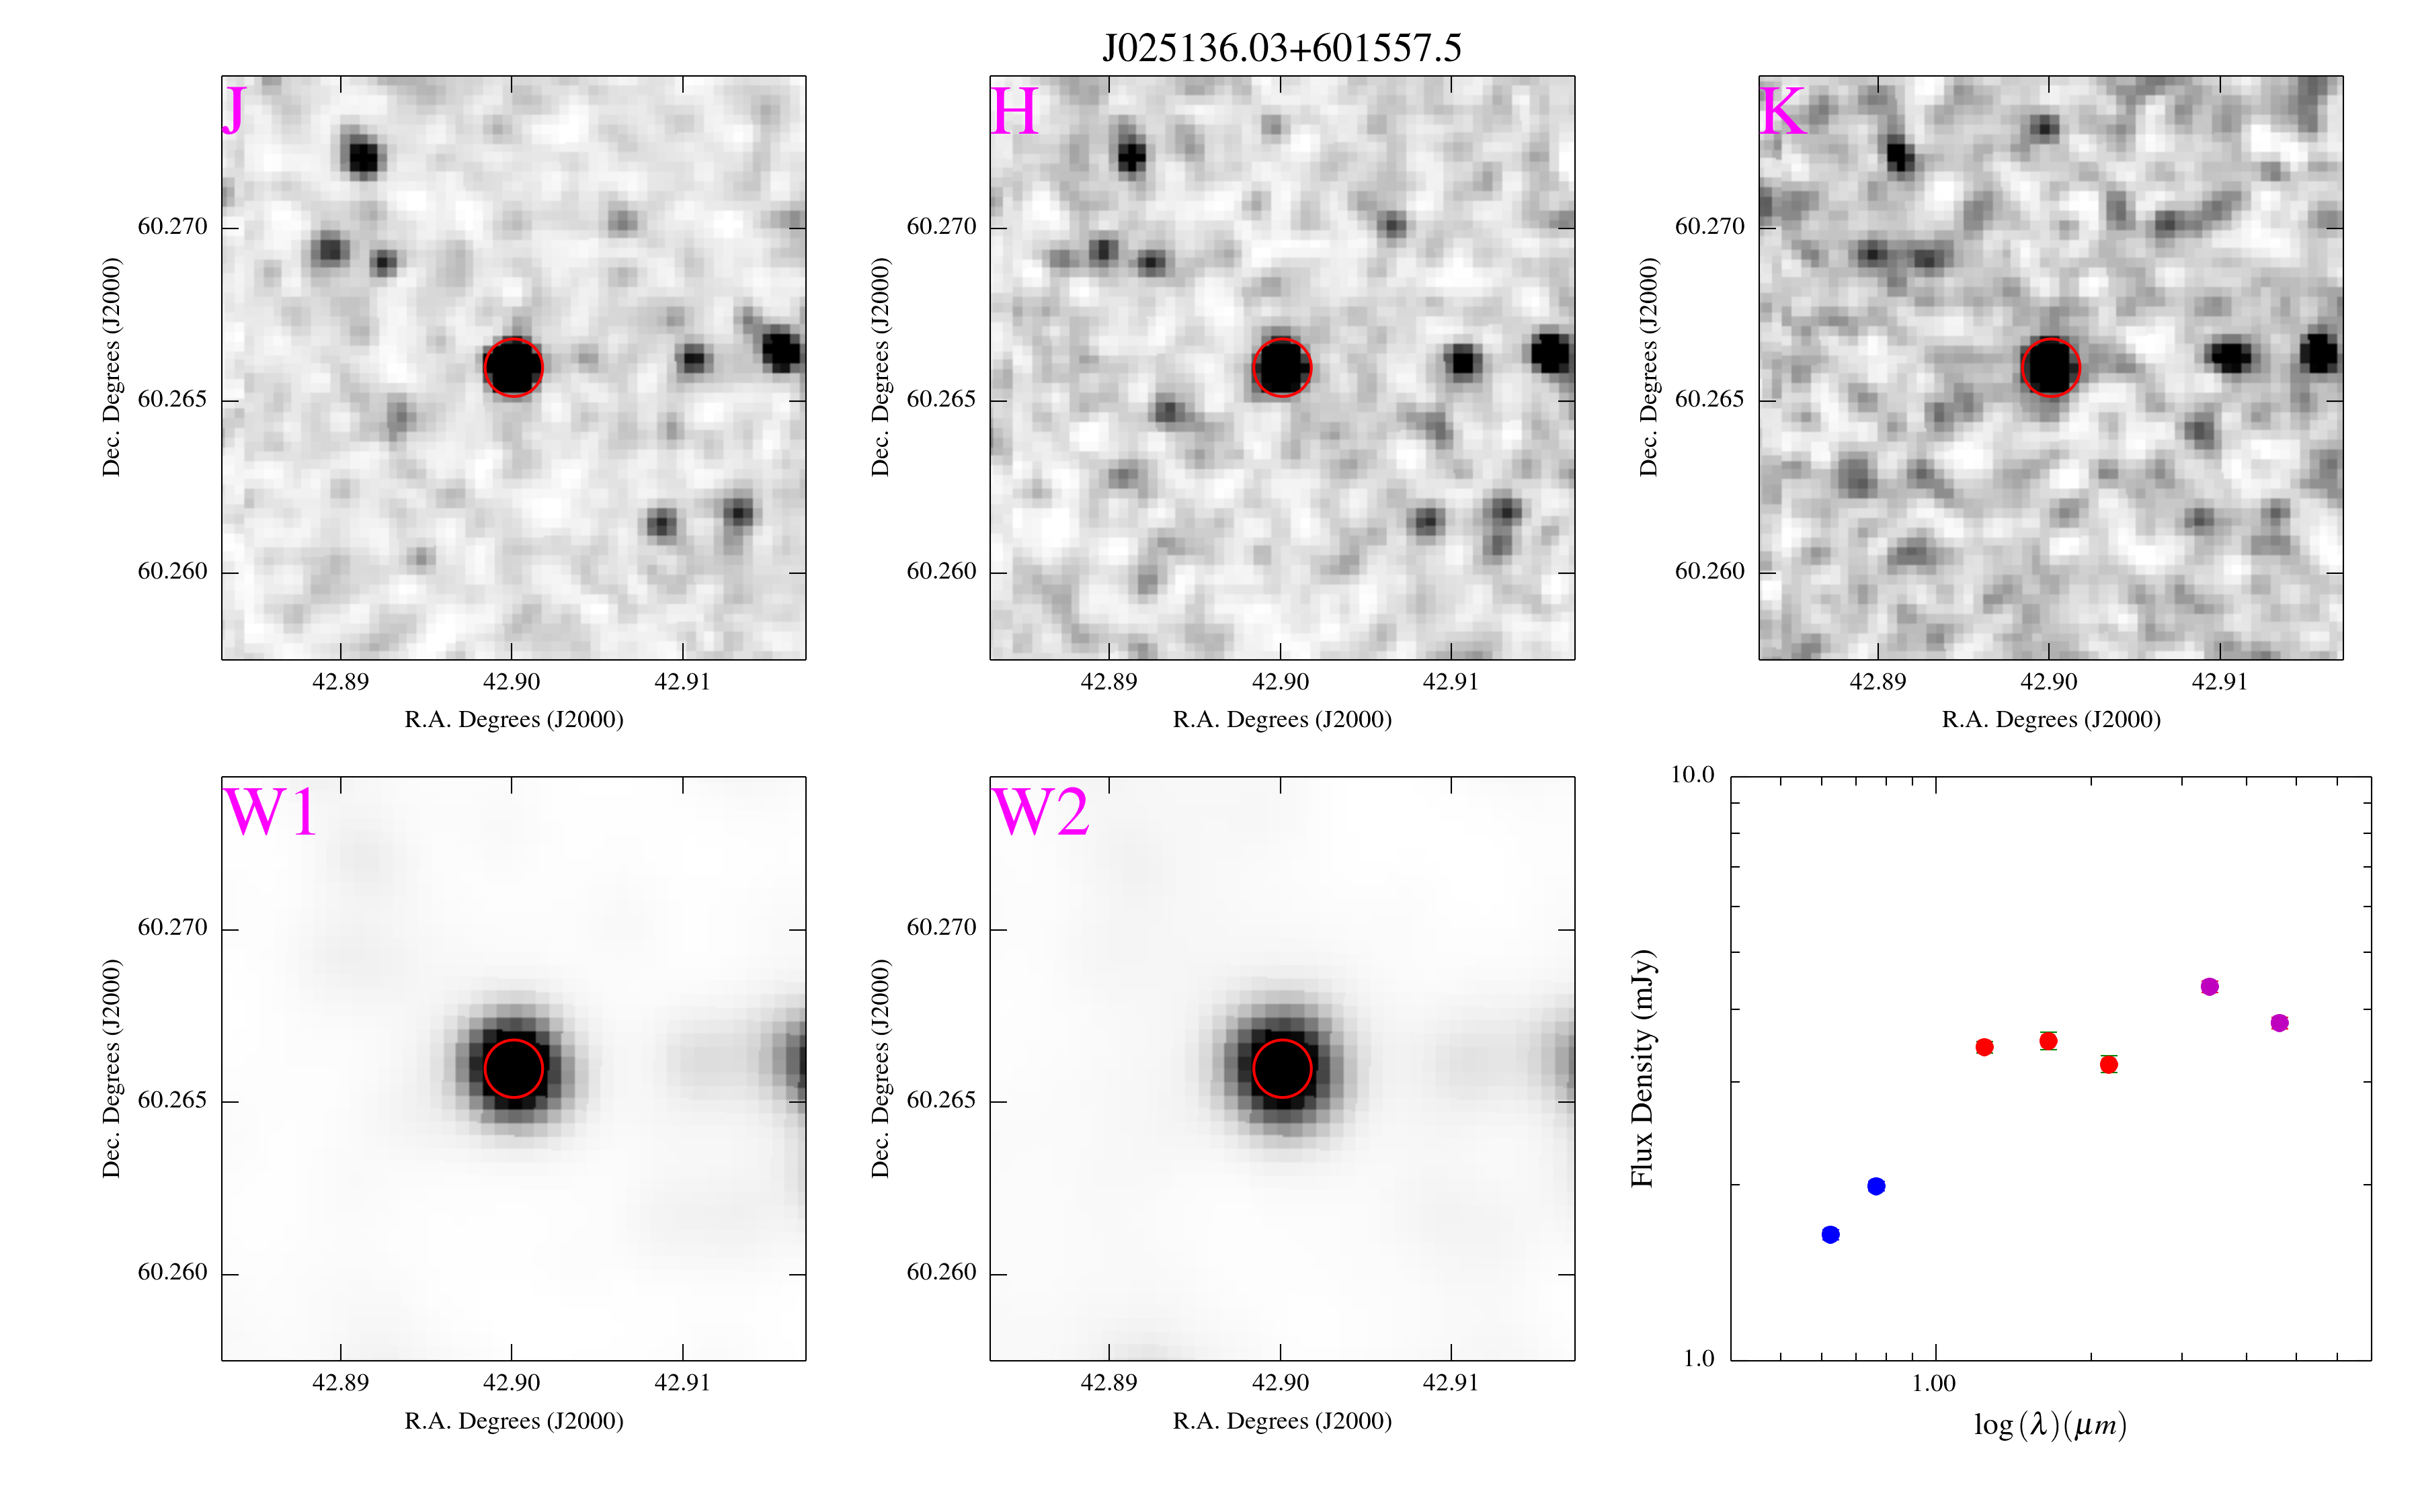 J025136.03+601557.5
J
H
K
60.270
60.265
60.260
Dec. Degrees (J2000)
42.89 42.90 42.91
R.A. Degrees (J2000)
60.270
60.265
60.260
Dec. Degrees (J2000)
42.89 42.90 42.91
R.A. Degrees (J2000)
60.270
60.265
60.260
Dec. Degrees (J2000)
42.89 42.90 42.91
R.A. Degrees (J2000)
W1
60.270
60.265
60.260
Dec. Degrees (J2000)
42.89 42.90 42.91
R.A. Degrees (J2000)
W2
60.270
60.265
60.260
Dec. Degrees (J2000)
42.89 42.90 42.91
R.A. Degrees (J2000)
10.0
1.0
Flux Density (mJy)
1.00
log(λ)(μm)